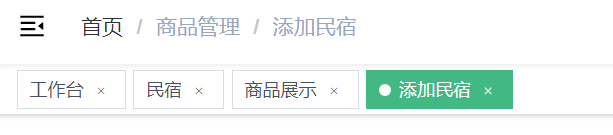 首页 / 商品管理 / 添加民宿
工作台 × 民宿 × 商品展示 × 添加民宿 ×